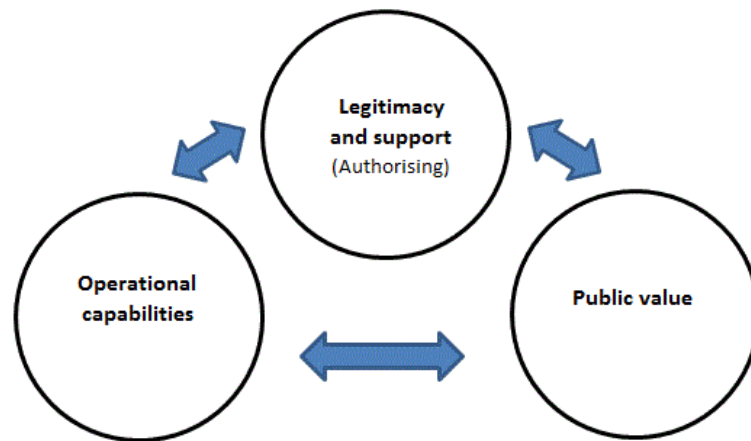 Legitimacy
and support
(Authorising)
Operational
capabilities
Public value